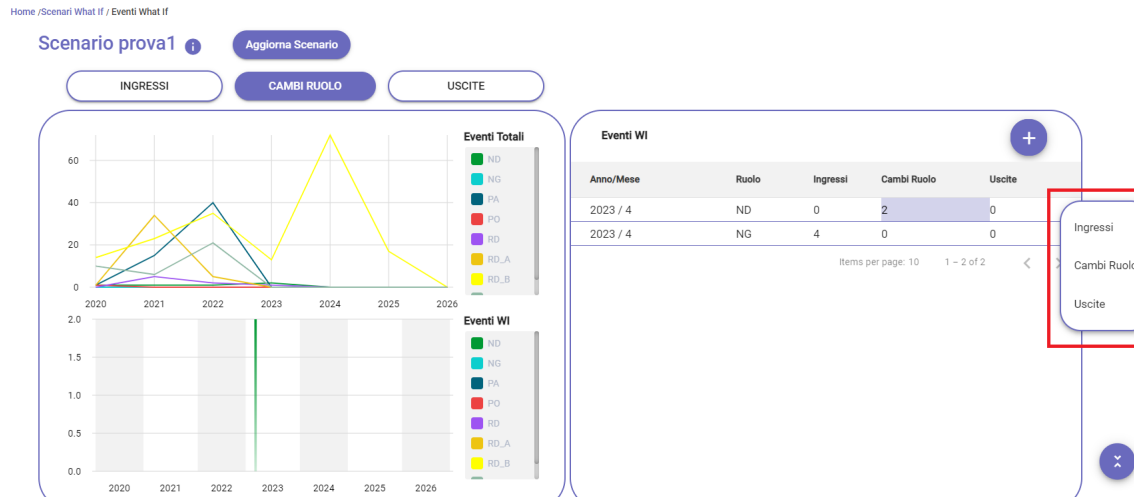 Home /Scenari What If / Eventi What If
Scenario prova1 i Aggiorna Scenario
INGRESSI CAMBI RUOLO USCITE
Eventi Totali
60
40
20
0
2020 2021 2022 2023 2024 2025 2026
ND
NG
PA
PO
RD
RD_A
RD_B
2.0
1.5
1.0
0.5
0.0
2020 2021 2022 2023 2024 2025 2026
Eventi WI
ND
NG
PA
PO
RD
RD_A
RD_B
Eventi WI +
Anno/Mese Ruolo Ingressi Cambi Ruolo Uscite
2023 / 4 ND 0 2 0
2023 / 4 NG 4 0 0
Items per page: 10 1 – 2 of 2
Ingressi
Cambi Ruolo
Uscite